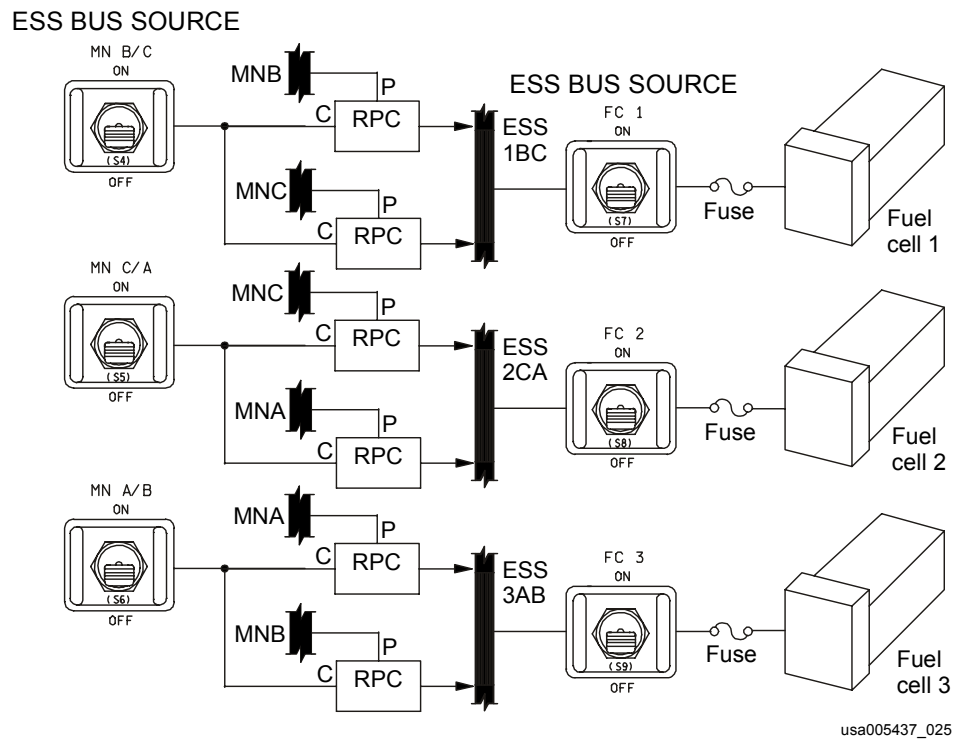 ESS BUS SOURCE
MN B/C
ON
(S4)
OFF
MNB
P
C
RPC
MNC
P
C
RPC
ESS
1BC
ESS BUS SOURCE
FC 1
ON
(S7)
OFF
Fuse
Fuel
cell 1
MN C/A
ON
(S5)
OFF
MNC
P
C
RPC
MNA
P
C
RPC
ESS
2CA
FC 2
ON
(S8)
OFF
Fuse
Fuel
cell 2
MN A/B
ON
(S6)
OFF
MNA
P
C
RPC
MNB
P
C
RPC
ESS
3AB
FC 3
ON
(S9)
OFF
Fuse
Fuel
cell 3
usa005437_025